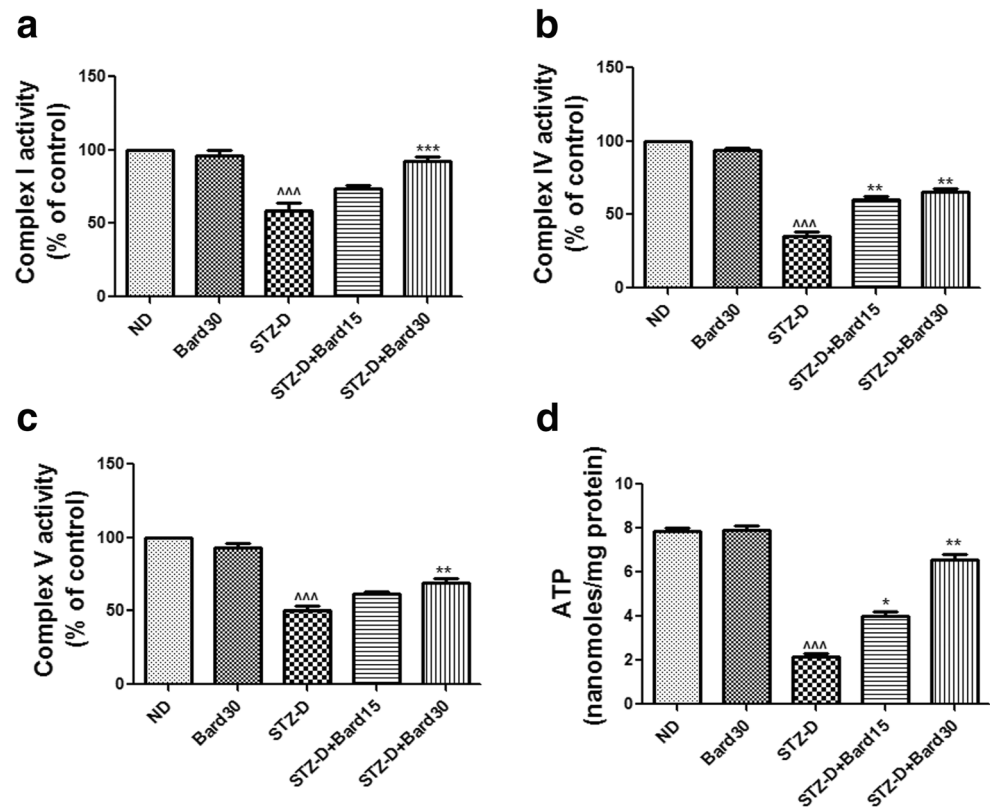 a
Complex I activity
(% of control)
150
100
50
0
^^^
***
ND
Bard30
STZ-D
STZ-D+Bard15
STZ-D+Bard30
b
Complex IV activity
(% of control)
150
100
50
0
^^^
**
**
ND
Bard30
STZ-D
STZ-D+Bard15
STZ-D+Bard30
c
Complex V activity
(% of control)
150
100
50
0
^^^
**
ND
Bard30
STZ-D
STZ-D+Bard15
STZ-D+Bard30
d
ATP
(nanomoles/mg protein)
10
8
6
4
2
0
^^^
*
**
ND
Bard30
STZ-D
STZ-D+Bard15
STZ-D+Bard30